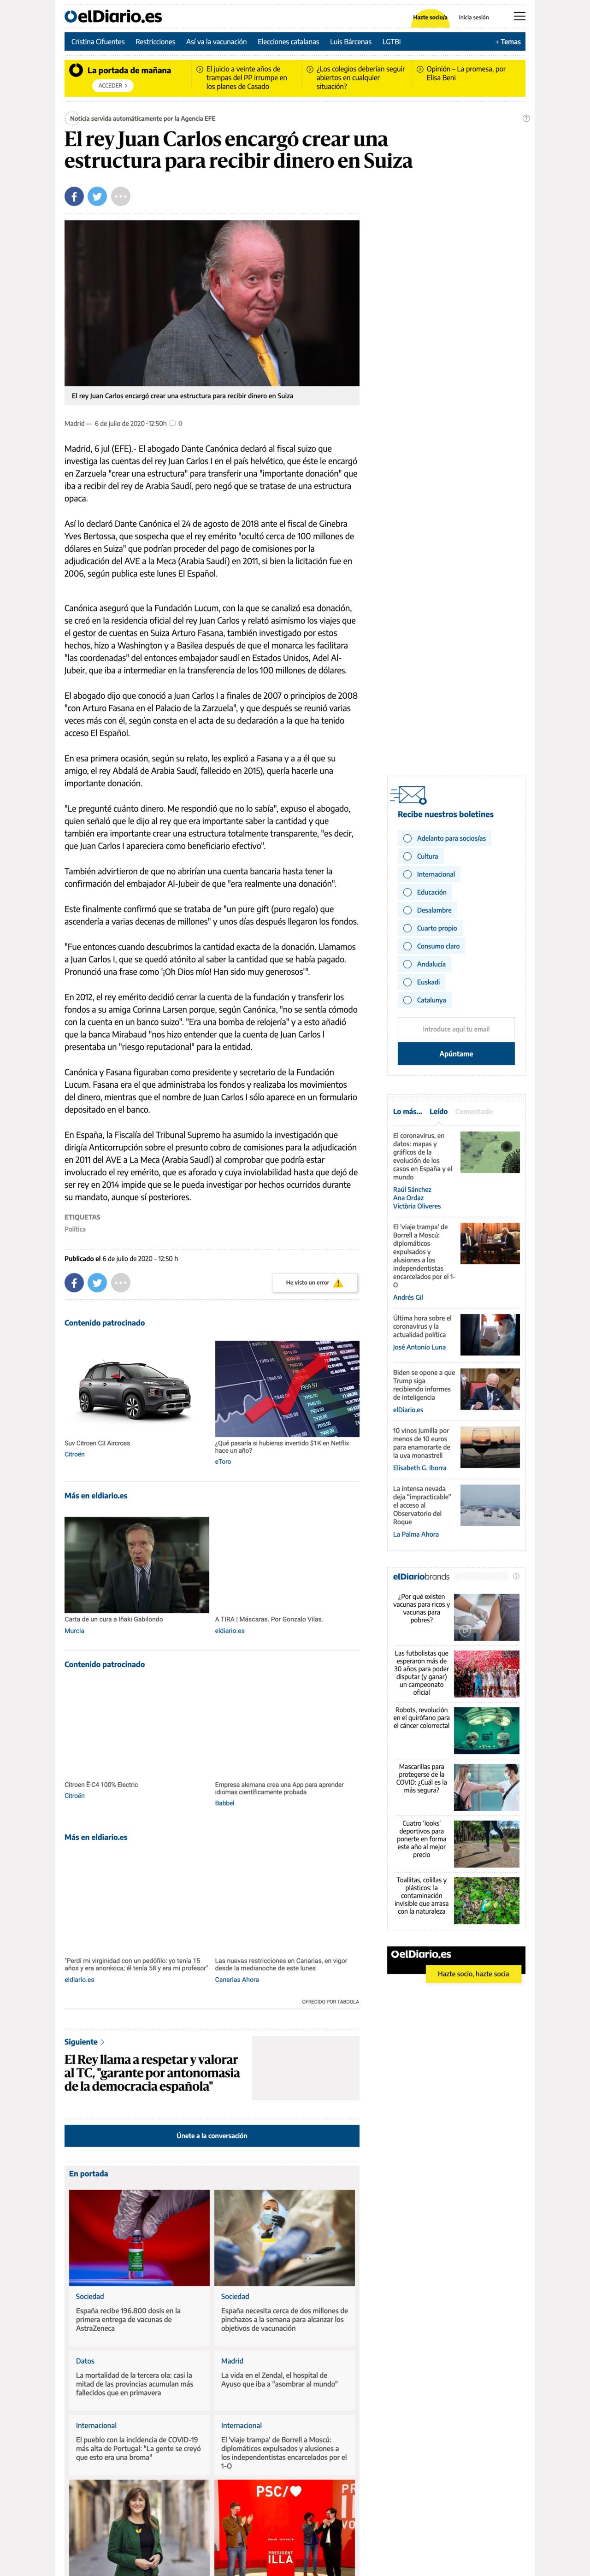 elDiario.es
Hazte socio/a
Inicia sesión
Cristina Cifuentes
Restricciones
Así va la vacunación
Elecciones catalanas
Luis Bárcenas
LGTBI
+ Temas
La portada de mañana
ACCEDER >
El juicio a veinte años de
trampas del PP irrumpe en
los planes de Casado
¿Los colegios deberían seguir
abiertos en cualquier
situación?
Opinión – La promesa, por
Elisa Beni
Noticia servida automáticamente por la Agencia EFE
?
El rey Juan Carlos encargó crear una
estructura para recibir dinero en Suiza
El rey Juan Carlos encargó crear una estructura para recibir dinero en Suiza
Madrid — 6 de julio de 2020 - 12:50h 0
Madrid, 6 jul (EFE).- El abogado Dante Canónica declaró al fiscal suizo que
investiga las cuentas del rey Juan Carlos I en el país helvético, que éste le encargó
en Zarzuela "crear una estructura" para transferir una "importante donación" que
iba a recibir del rey de Arabia Saudí, pero negó que se tratase de una estructura
opaca.
Así lo declaró Dante Canónica el 24 de agosto de 2018 ante el fiscal de Ginebra
Yves Bertossa, que sospecha que el rey emérito "ocultó cerca de 100 millones de
dólares en Suiza" que podrían proceder del pago de comisiones por la
adjudicación del AVE a la Meca (Arabia Saudí) en 2011, si bien la licitación fue en
2006, según publica este lunes El Español.
Canónica aseguró que la Fundación Lucum, con la que se canalizó esa donación,
se creó en la residencia oficial del rey Juan Carlos y relató asimismo los viajes que
el gestor de cuentas en Suiza Arturo Fasana, también investigado por estos
hechos, hizo a Washington y a Basilea después de que el monarca les facilitara
"las coordenadas" del entonces embajador saudí en Estados Unidos, Adel Al-
Jubeir, que iba a intermediar en la transferencia de los 100 millones de dólares.
El abogado dijo que conoció a Juan Carlos I a finales de 2007 o principios de 2008
"con Arturo Fasana en el Palacio de la Zarzuela", y que después se reunió varias
veces más con él, según consta en el acta de su declaración a la que ha tenido
acceso El Español.
En esa primera ocasión, según su relato, les explicó a Fasana y a a él que su
amigo, el rey Abdalá de Arabia Saudí, fallecido en 2015), quería hacerle una
importante donación.
"Le pregunté cuánto dinero. Me respondió que no lo sabía", expuso el abogado,
quien señaló que le dijo al rey que era importante saber la cantidad y que
también era importante crear una estructura totalmente transparente, "es decir,
que Juan Carlos I apareciera como beneficiario efectivo".
También advirtieron de que no abrirían una cuenta bancaria hasta tener la
confirmación del embajador Al-Jubeir de que "era realmente una donación".
Este finalmente confirmó que se trataba de "un pure gift (puro regalo) que
ascendería a varias decenas de millones" y unos días después llegaron los fondos.
"Fue entonces cuando descubrimos la cantidad exacta de la donación. Llamamos
a Juan Carlos I, que se quedó atónito al saber la cantidad que se había pagado.
Pronunció una frase como '¡Oh Dios mío! Han sido muy generosos'".
En 2012, el rey emérito decidió cerrar la cuenta de la fundación y transferir los
fondos a su amiga Corinna Larsen porque, según Canónica, "no se sentía cómodo
con la cuenta en un banco suizo". "Era una bomba de relojería" y a esto añadió
que la banca Mirabaud "nos hizo entender que la cuenta de Juan Carlos I
presentaba un "riesgo reputacional" para la entidad.
Canónica y Fasana figuraban como presidente y secretario de la Fundación
Lucum. Fasana era el que administraba los fondos y realizaba los movimientos
del dinero, mientras que el nombre de Juan Carlos I sólo aparece en un formulario
depositado en el banco.
En España, la Fiscalía del Tribunal Supremo ha asumido la investigación que
dirigía Anticorrupción sobre el presunto cobro de comisiones para la adjudicación
en 2011 del AVE a La Meca (Arabia Saudí) al comprobar que podría estar
involucrado el rey emérito, que es aforado y cuya inviolabilidad hasta que dejó de
ser rey en 2014 impide que se le pueda investigar por hechos ocurridos durante
su mandato, aunque sí posteriores.
ETIQUETAS
Política
Publicado el 6 de julio de 2020 - 12:50 h
He visto un error
Contenido patrocinado
Suv Citroen C3 Aircross
Citroën
¿Qué pasaría si hubieras invertido $1K en Netflix
hace un año?
eToro
Más en eldiario.es
Carta de un cura a Iñaki Gabilondo
Murcia
A TIRA | Máscaras. Por Gonzalo Vilas.
eldiario.es
Contenido patrocinado
Citroen Ë-C4 100% Electric
Citroën
Empresa alemana crea una App para aprender
idiomas científicamente probada
Babbel
Más en eldiario.es
"Perdí mi virginidad con un pedófilo: yo tenía 15
años y era anoréxica; él tenía 58 y era mi profesor"
eldiario.es
Las nuevas restricciones en Canarias, en vigor
desde la medianoche de este lunes
Canarias Ahora
OFRECIDO POR TABOOLA
Siguiente >
El Rey llama a respetar y valorar
al TC, "garante por antonomasia
de la democracia española"
Únete a la conversación
En portada
Sociedad
España recibe 196.800 dosis en la
primera entrega de vacunas de
AstraZeneca
Sociedad
España necesita cerca de dos millones de
pinchazos a la semana para alcanzar los
objetivos de vacunación
Datos
La mortalidad de la tercera ola: casi la
mitad de las provincias acumulan más
fallecidos que en primavera
Madrid
La vida en el Zendal, el hospital de
Ayuso que iba a "asombrar al mundo"
Internacional
El pueblo con la incidencia de COVID-19
más alta de Portugal: "La gente se creyó
que esto era una broma"
Internacional
El 'viaje trampa' de Borrell a Moscú:
diplomáticos expulsados y alusiones a
los independentistas encarcelados por el
1-O
PSC/
PRESIDENT
ILLA
Recibe nuestros boletines
Adelanto para socios/as
Cultura
Internacional
Educación
Desalambre
Cuarto propio
Consumo claro
Andalucía
Euskadi
Catalunya
Introduce aquí tu email
Apúntame
Lo más...
Leído
Comentado
El coronavirus, en
datos: mapas y
gráficos de la
evolución de los
casos en España y el
mundo
Raúl Sánchez
Ana Ordaz
Victòria Oliveres
El 'viaje trampa' de
Borrell a Moscú:
diplomáticos
expulsados y
alusiones a los
independentistas
encarcelados por el 1-
O
Andrés Gil
Última hora sobre el
coronavirus y la
actualidad política
José Antonio Luna
Biden se opone a que
Trump siga
recibiendo informes
de inteligencia
elDiario.es
10 vinos Jumilla por
menos de 10 euros
para enamorarte de
la uva monastrell
Elisabeth G. Iborra
La intensa nevada
deja "impracticable"
el acceso al
Observatorio del
Roque
La Palma Ahora
elDiariobrands
¿Por qué existen
vacunas para ricos y
vacunas para
pobres?
Las futbolistas que
esperaron más de
30 años para poder
disputar (y ganar)
un campeonato
oficial
Robots, revolución
en el quirófano para
el cáncer colorrectal
Mascarillas para
protegerse de la
COVID: ¿Cuál es la
más segura?
Cuatro 'looks'
deportivos para
ponerte en forma
este año al mejor
precio
Toallitas, colillas y
plásticos: la
contaminación
invisible que arrasa
con la naturaleza
elDiario.es
Hazte socio, hazte socia